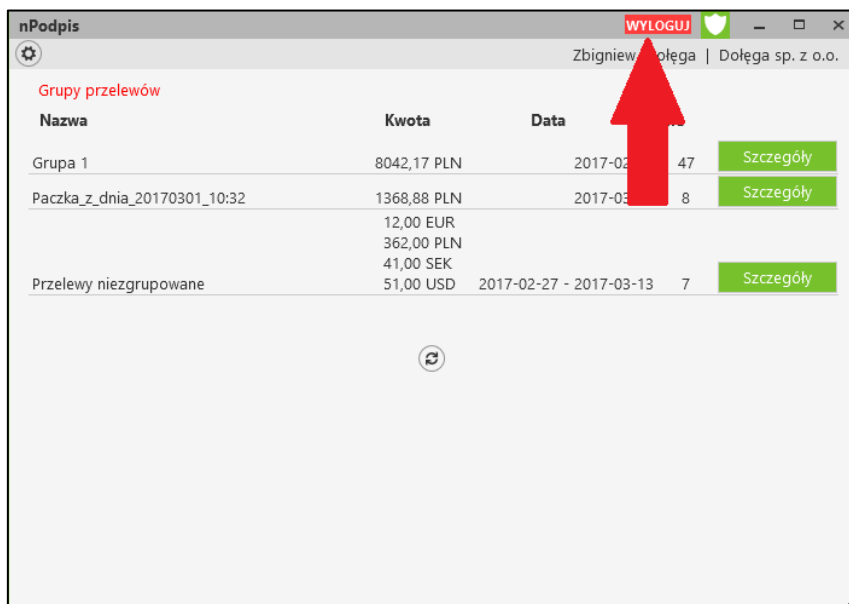 nPodpis WYLOGUJ
Zbigniew | Dołęga sp. z o.o.
Grupy przelewów
Nazwa Kwota Data
Grupa 1 8042,17 PLN 47 Szczegóły
Paczka_z_dnia_20170301_10:32 1368,88 PLN 8 Szczegóły
12,00 EUR
362,00 PLN
41,00 SEK
Przelewy niezgrupowane 51,00 USD 2017-02-27 - 2017-03-13 7 Szczegóły